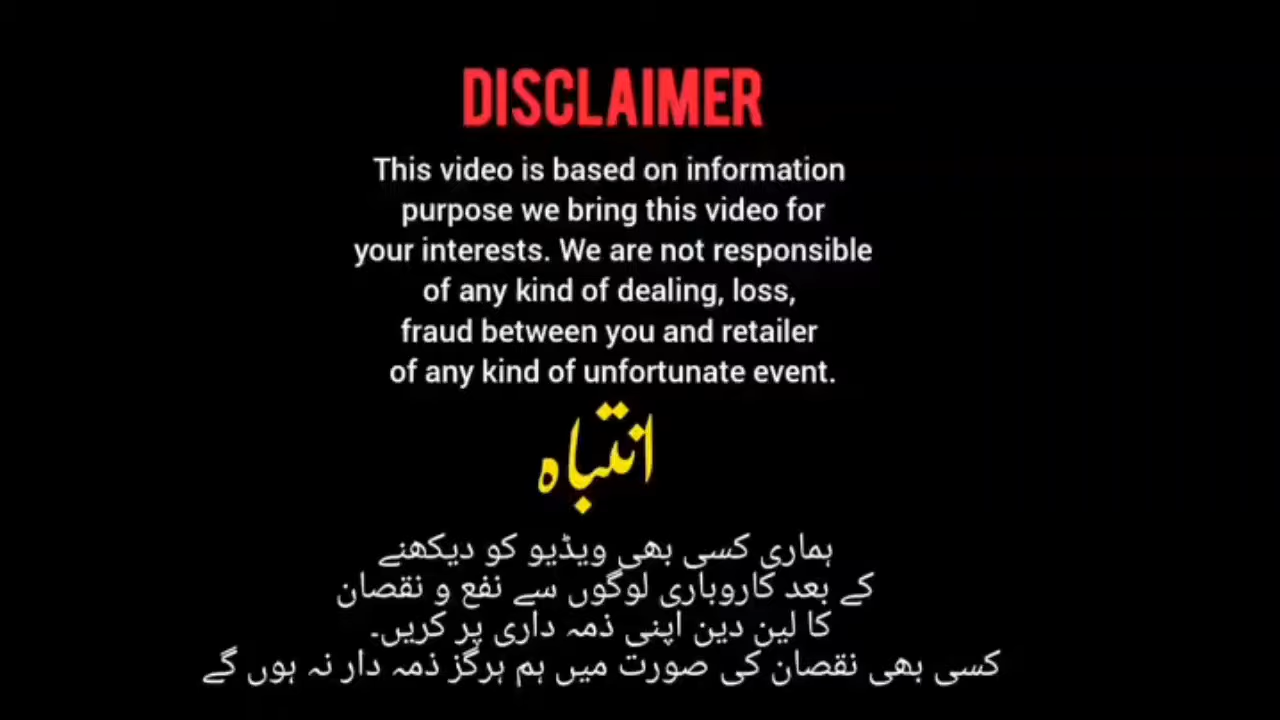 DISCLAIMER
This video is based on information
purpose we bring this video for
your interests. We are not responsible
of any kind of dealing, loss,
fraud between you and retailer
of any kind of unfortunate event.
انتباہ
ہماری کسی بھی ویڈیو کو دیکھنے
کے بعد کاروباری لوگوں سے نفع و نقصان
کا لین دین اپنی ذمہ داری پر کریں۔
کسی بھی نقصان کی صورت میں ہم ہرگز ذمہ دار نہ ہوں گے